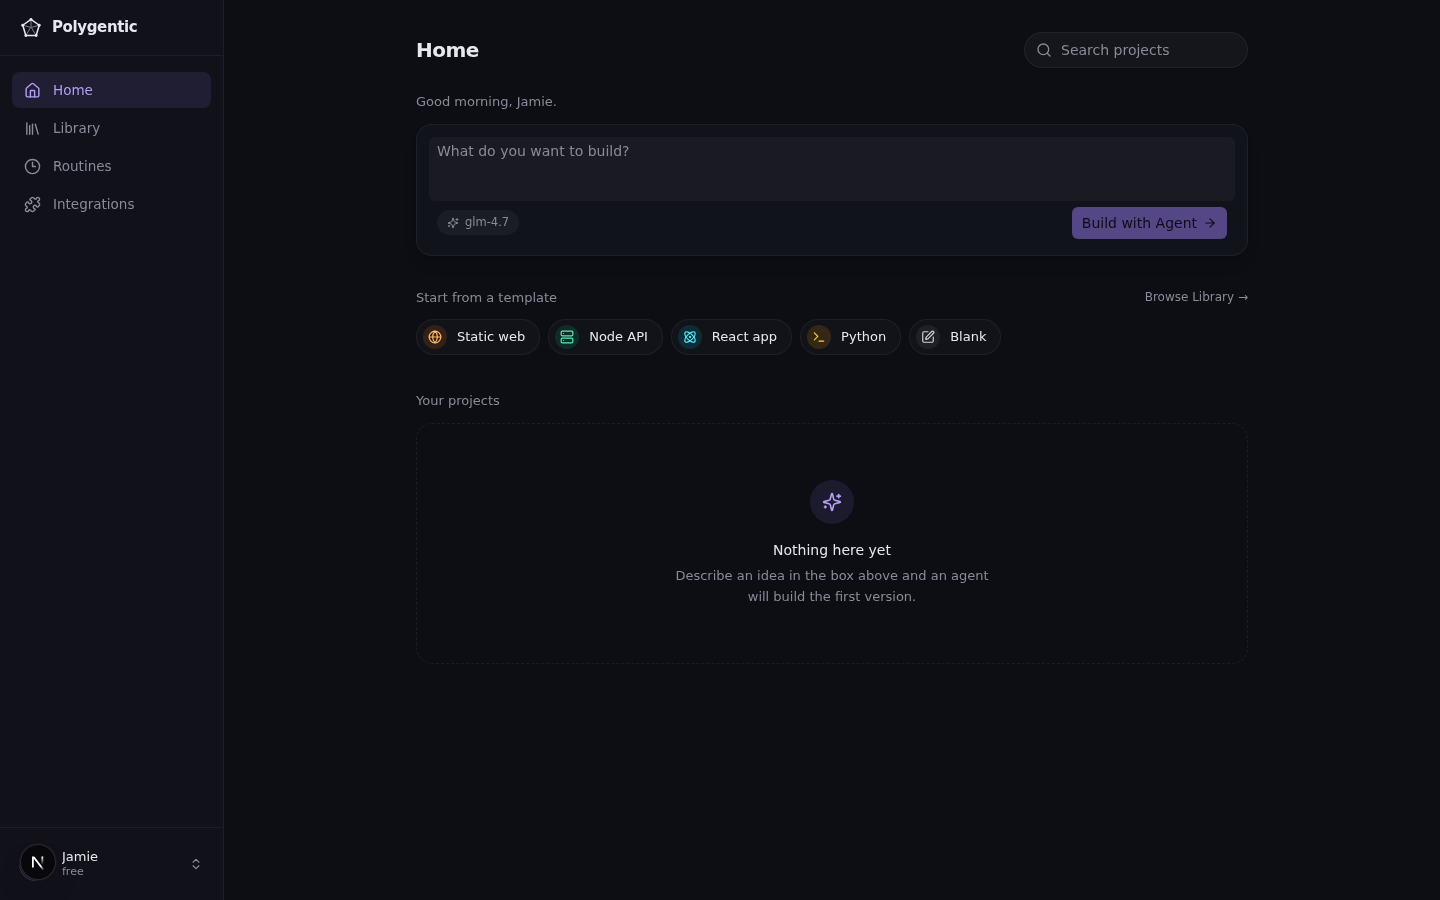 Polygentic
Home
Library
Routines
Integrations
Home
Search projects
Good morning, Jamie.
What do you want to build?
glm-4.7
Build with Agent →
Start from a template
Browse Library →
Static web
Node API
React app
Python
Blank
Your projects
Nothing here yet
Describe an idea in the box above and an agent
will build the first version.
N
Jamie
free